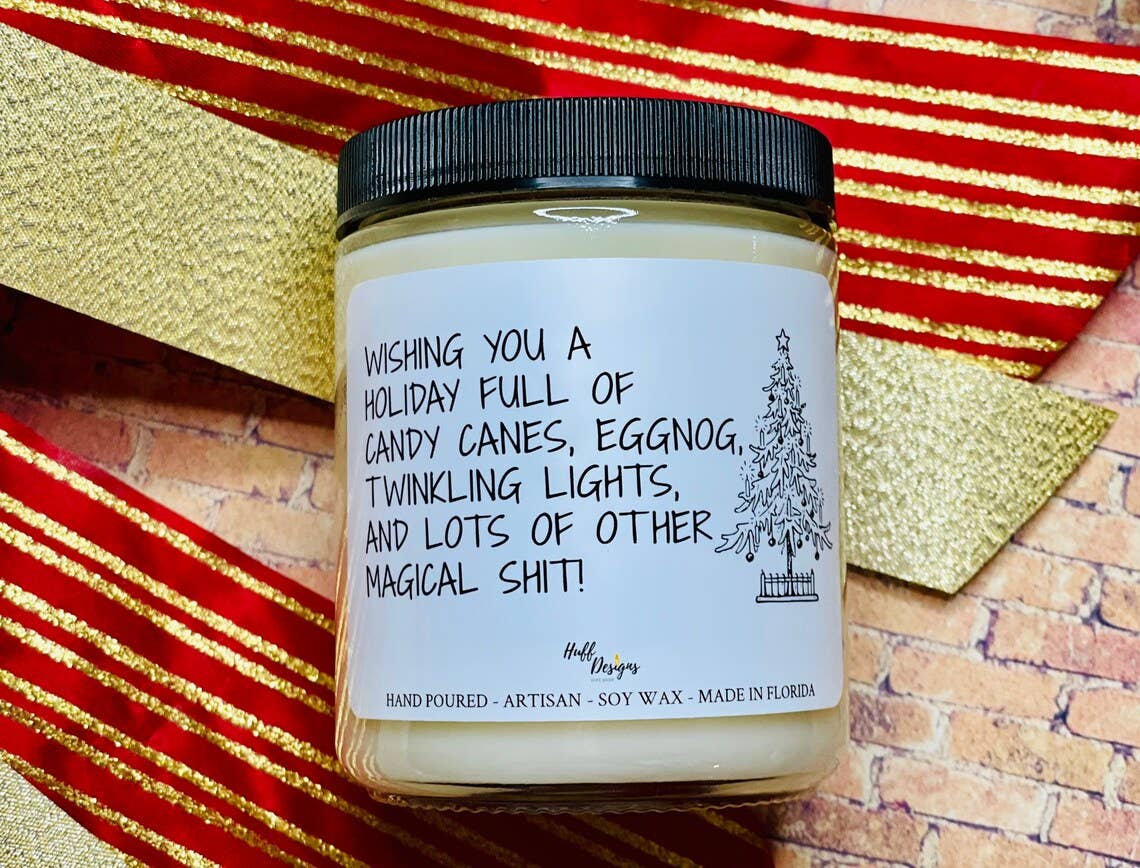 WISHING YOU A
HOLIDAY FULL OF
CANDY CANES, EGGNOG,
TWINKLING LIGHTS,
AND LOTS OF OTHER
MAGICAL SHIT!
Huff
Designs
HAND POURED - ARTISAN - SOY WAX - MADE IN FLORIDA